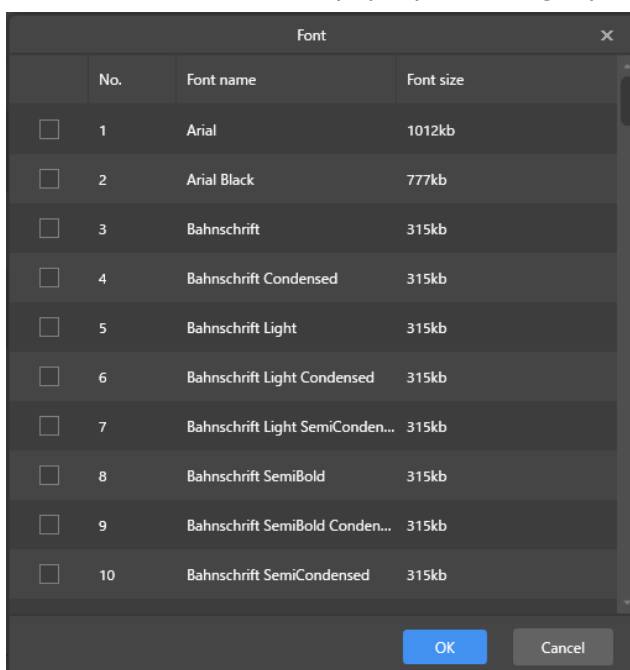 Font
No. Font name Font size
1 Arial 1012kb
2 Arial Black 777kb
3 Bahnschrift 315kb
4 Bahnschrift Condensed 315kb
5 Bahnschrift Light 315kb
6 Bahnschrift Light Condensed 315kb
7 Bahnschrift Light SemiConden... 315kb
8 Bahnschrift SemiBold 315kb
9 Bahnschrift SemiBold Conden... 315kb
10 Bahnschrift SemiCondensed 315kb
OK Cancel